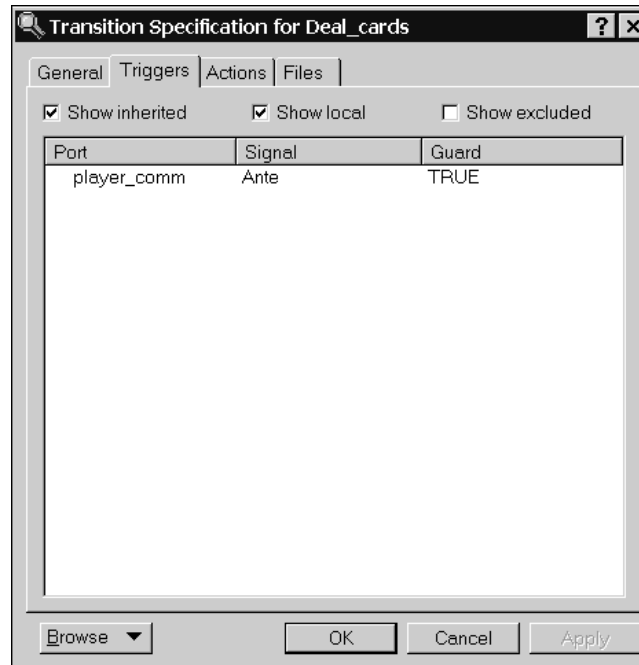 Transition Specification for Deal_cards ? X
General Triggers Actions Files
Show inherited Show local Show excluded
Port Signal Guard
player_comm Ante TRUE
Browse OK Cancel Apply